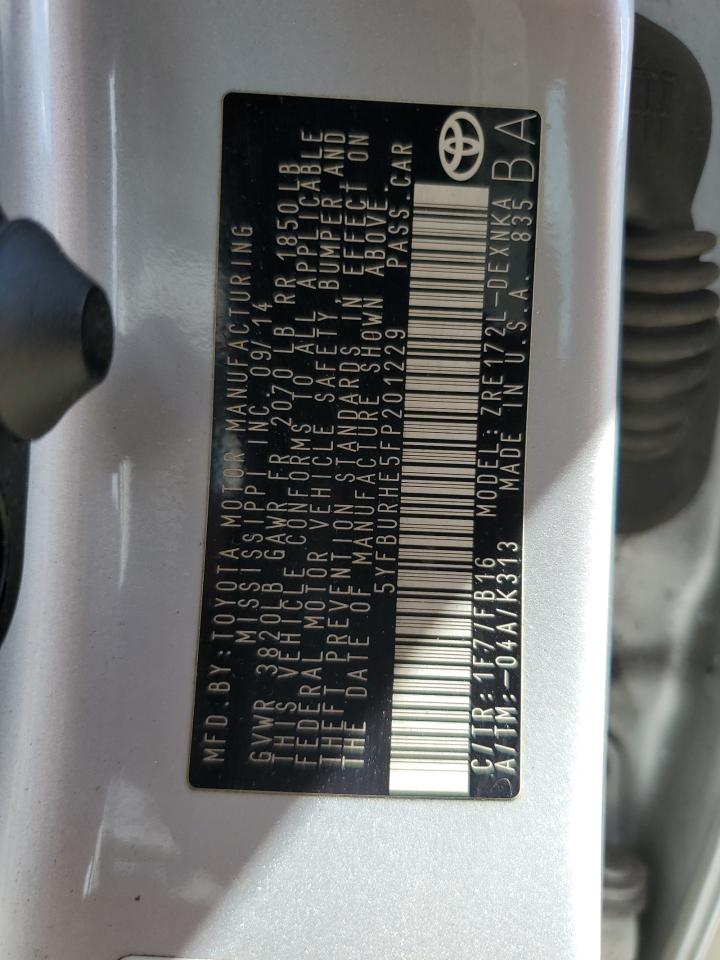 MFD.BY:TOYOTA MOTOR MANUFACTURING
MISSISSIPPI INC. 09/14
GVWR 3820LB GAWR FR 2070 LB RR 1850 LB
THIS VEHICLE CONFORMS TO ALL APPLICABLE
FEDERAL MOTOR VEHICLE SAFETY, BUMPER AND
THEFT PREVENTION STANDARDS IN EFFECT ON
THE DATE OF MANUFACTURE SHOWN ABOVE.
5YFBURHE5FP201229 PASS.CAR
C/TR:1F7/FB16 MODEL:ZRE172L-DEXNKA
A/TM:-04A/K313 MADE IN U.S.A. 835 BA